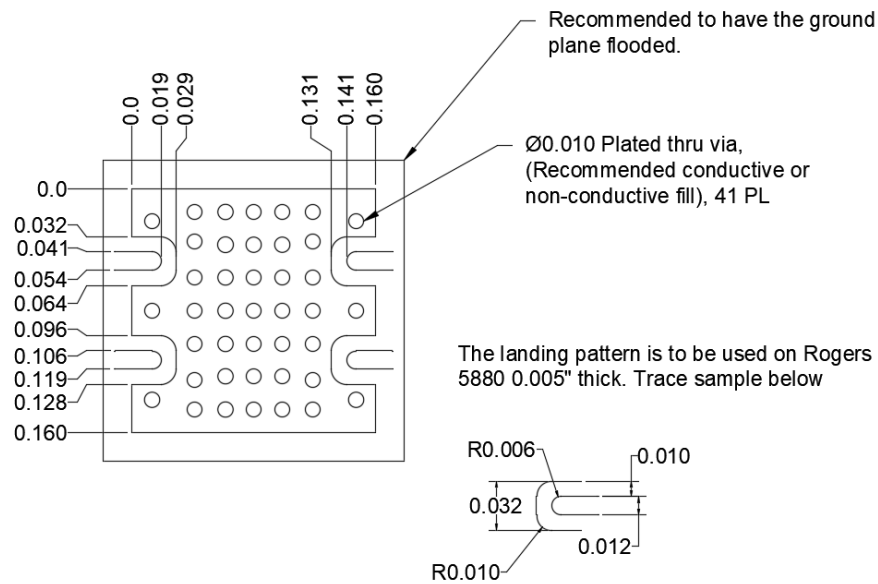 Recommended to have the ground
plane flooded.
0.0
0.019
0.029
0.131
0.141
0.160
Ø0.010 Plated thru via,
(Recommended conductive or
non-conductive fill), 41 PL
0.0
0.032
0.041
0.054
0.064
0.096
0.106
0.119
0.128
0.160
The landing pattern is to be used on Rogers
5880 0.005" thick. Trace sample below
R0.006
0.010
0.032
0.012
R0.010